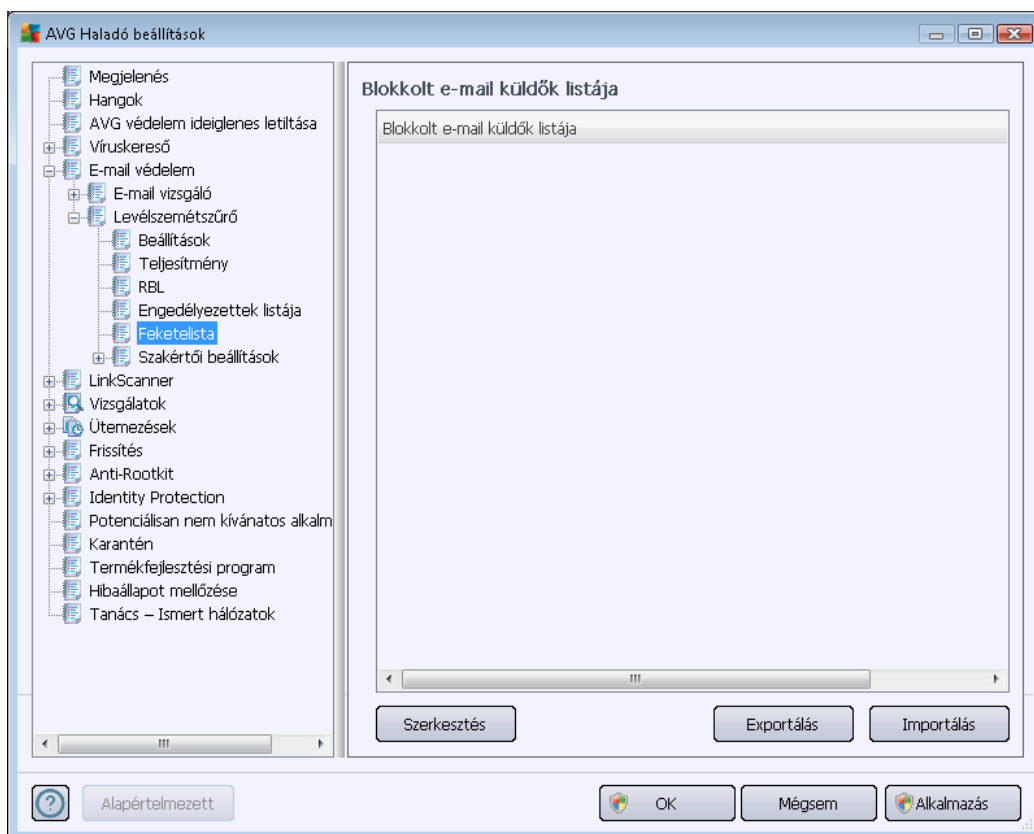 AVG Haladó beállítások
Megjelenés
Hangok
AVG védelem ideiglenes letiltása
Víruskereső
E-mail védelem
E-mail vizsgáló
Levélszemétszűrő
Beállítások
Teljesítmény
RBL
Engedélyezettek listája
Feketelista
Szakértői beállítások
LinkScanner
Vizsgálatok
Ütemezések
Frissítés
Anti-Rootkit
Identity Protection
Potenciálisan nem kívánatos alkalm
Karantén
Termékfejlesztési program
Hibaállapot mellőzése
Tanács – Ismert hálózatok
Blokkolt e-mail küldők listája
Blokkolt e-mail küldők listája
Szerkesztés
Exportálás
Importálás
Alapértelmezett
OK
Mégsem
Alkalmazás